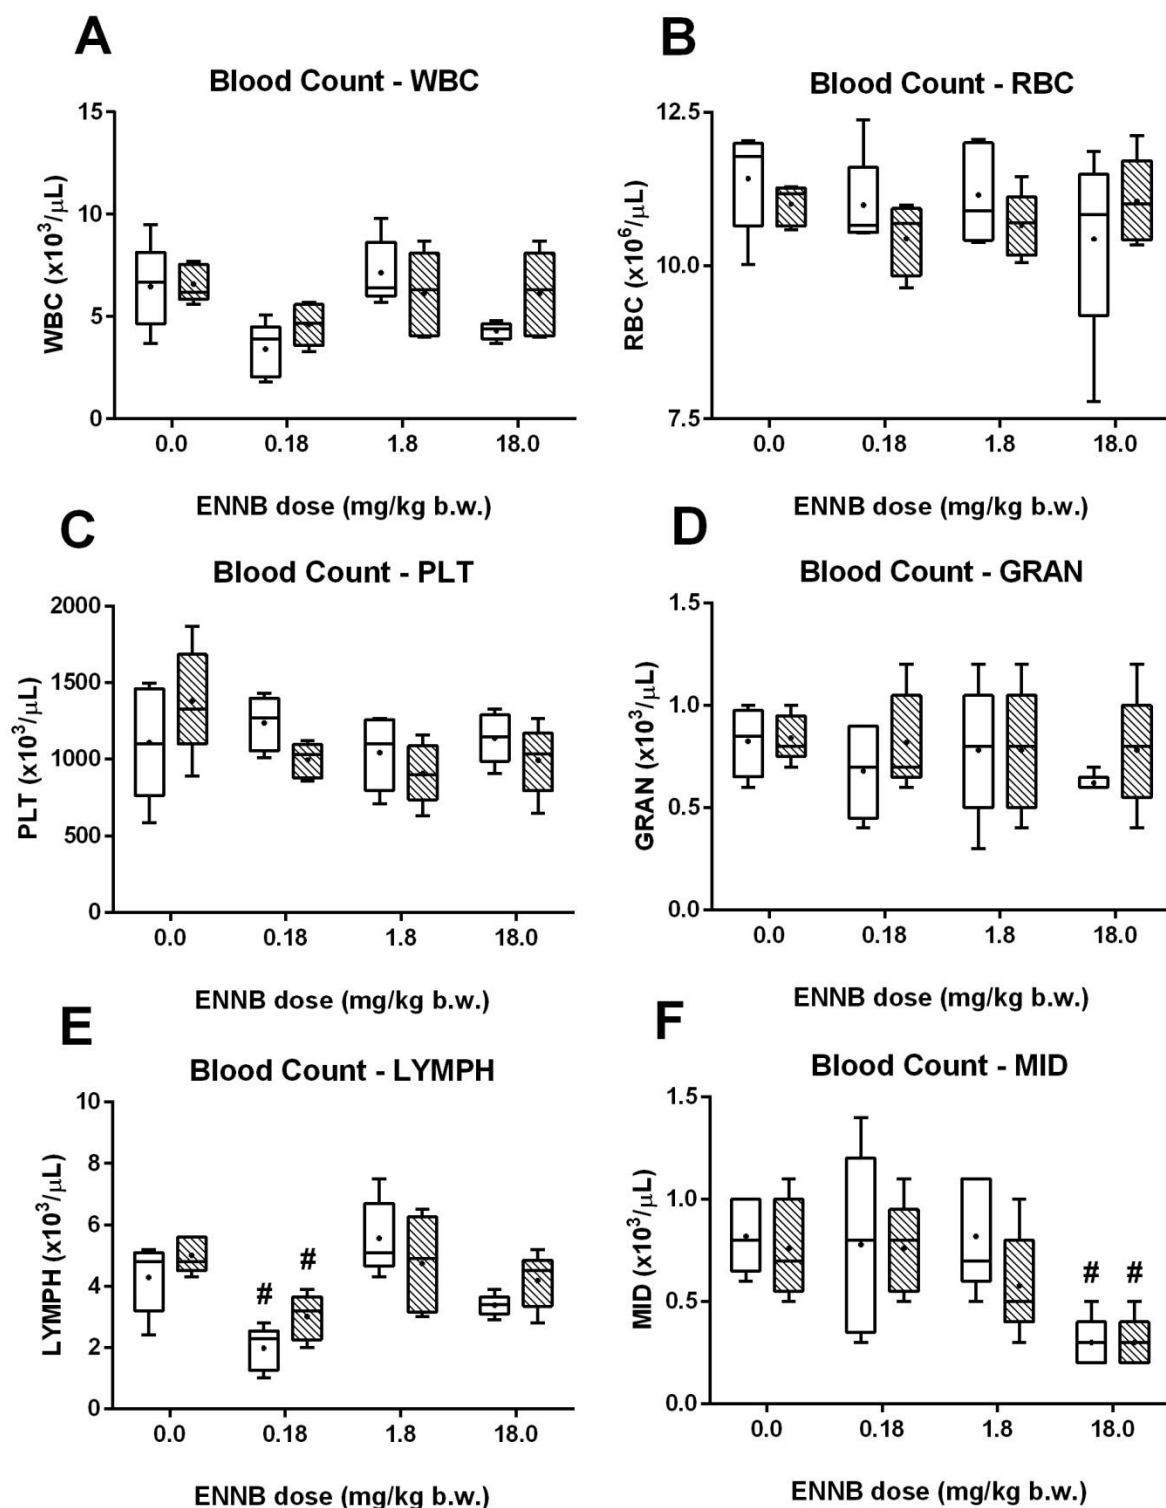 A
Blood Count - WBC
WBC (x10³/µL)
15
10
5
0
0.0 0.18 1.8 18.0
ENNB dose (mg/kg b.w.)
B
Blood Count - RBC
RBC (x10⁶/µL)
12.5
10.0
7.5
0.0 0.18 1.8 18.0
ENNB dose (mg/kg b.w.)
C
Blood Count - PLT
PLT (x10³/µL)
2000
1500
1000
500
0
0.0 0.18 1.8 18.0
ENNB dose (mg/kg b.w.)
D
Blood Count - GRAN
GRAN (x10³/µL)
1.5
1.0
0.5
0.0
0.0 0.18 1.8 18.0
ENNB dose (mg/kg b.w.)
E
Blood Count - LYMPH
LYMPH (x10³/µL)
10
8
6
4
2
0
# #
0.0 0.18 1.8 18.0
ENNB dose (mg/kg b.w.)
F
Blood Count - MID
MID (x10³/µL)
1.5
1.0
0.5
0.0
# #
0.0 0.18 1.8 18.0
ENNB dose (mg/kg b.w.)